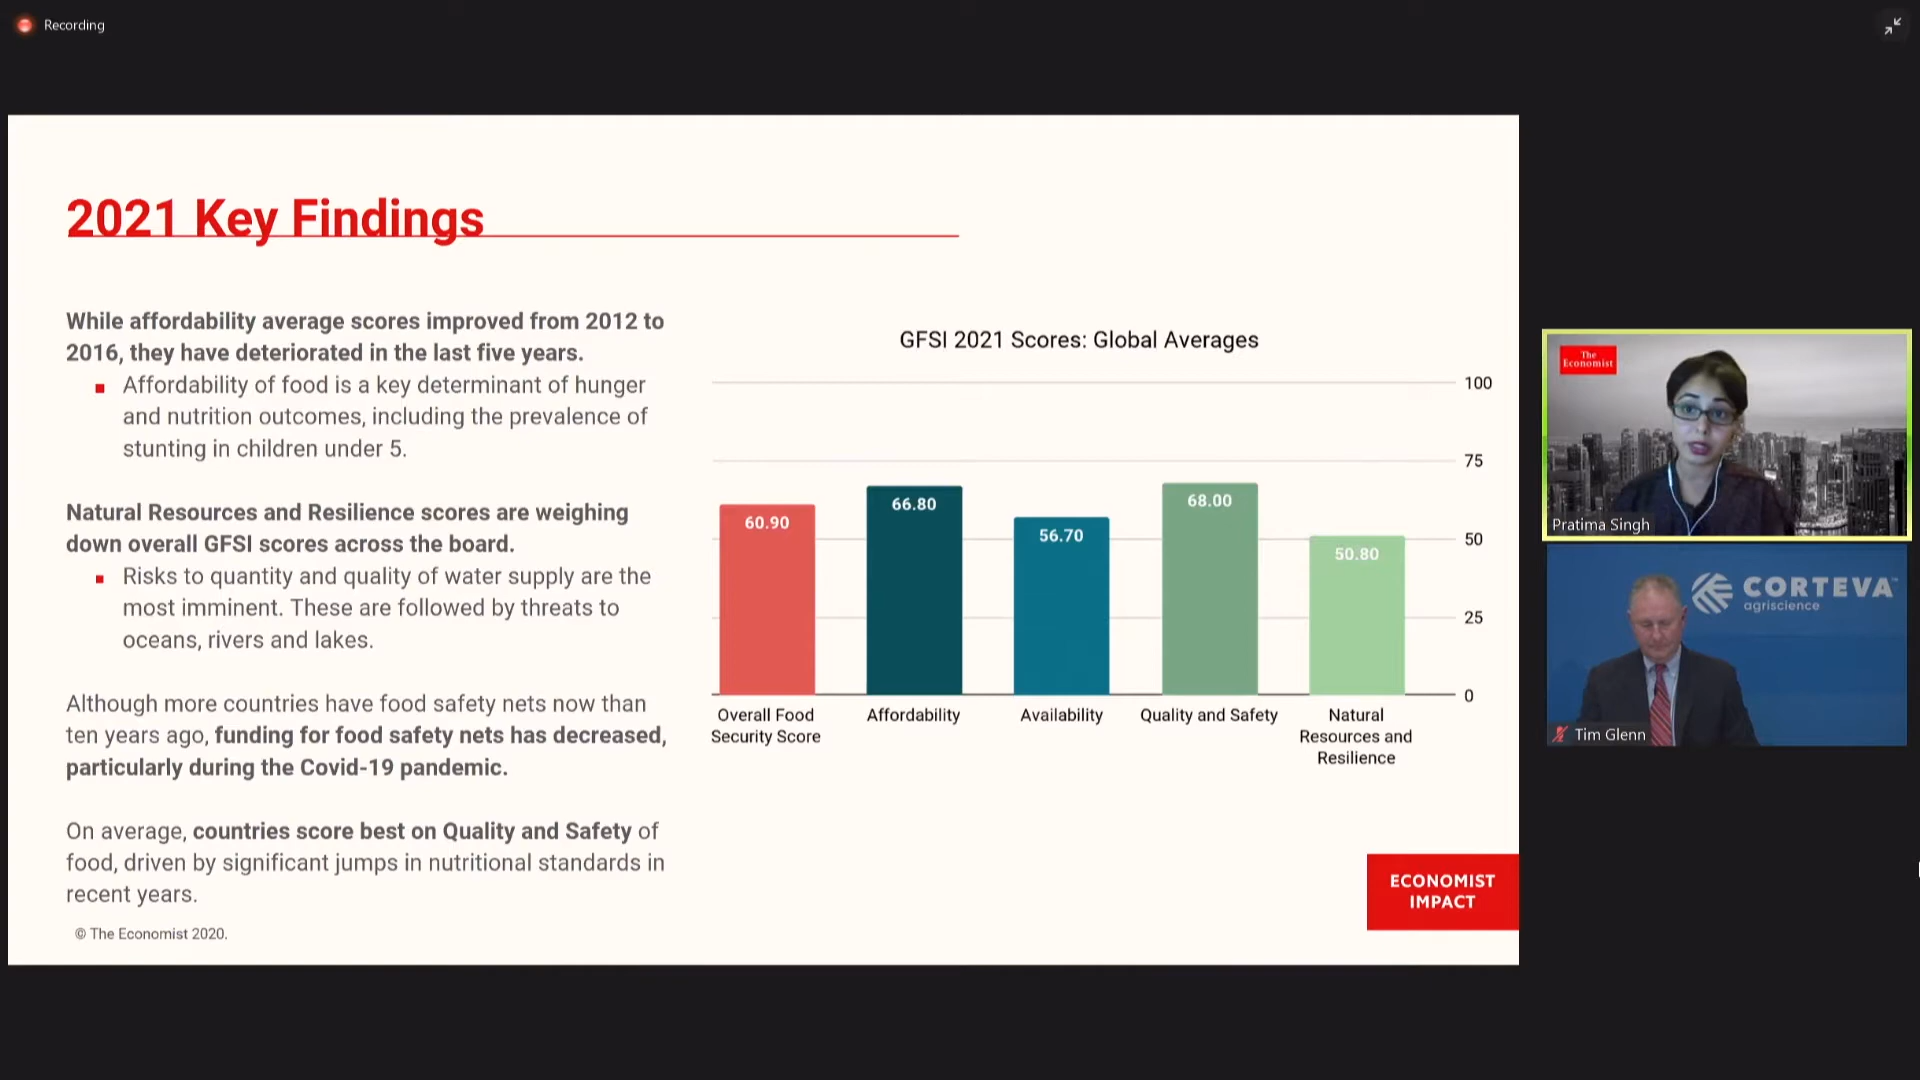 Recording
2021 Key Findings
While affordability average scores improved from 2012 to
2016, they have deteriorated in the last five years.
Affordability of food is a key determinant of hunger
and nutrition outcomes, including the prevalence of
stunting in children under 5.
Natural Resources and Resilience scores are weighing
down overall GFSI scores across the board.
Risks to quantity and quality of water supply are the
most imminent. These are followed by threats to
oceans, rivers and lakes.
Although more countries have food safety nets now than
ten years ago, funding for food safety nets has decreased,
particularly during the Covid-19 pandemic.
On average, countries score best on Quality and Safety of
food, driven by significant jumps in nutritional standards in
recent years.
© The Economist 2020.
GFSI 2021 Scores: Global Averages
100
75
50
25
0
60.90
66.80
56.70
68.00
50.80
Overall Food
Security Score
Affordability
Availability
Quality and Safety
Natural
Resources and
Resilience
ECONOMIST
IMPACT
The
Economist
Pratima Singh
CORTEVA™
agriscience
Tim Glenn